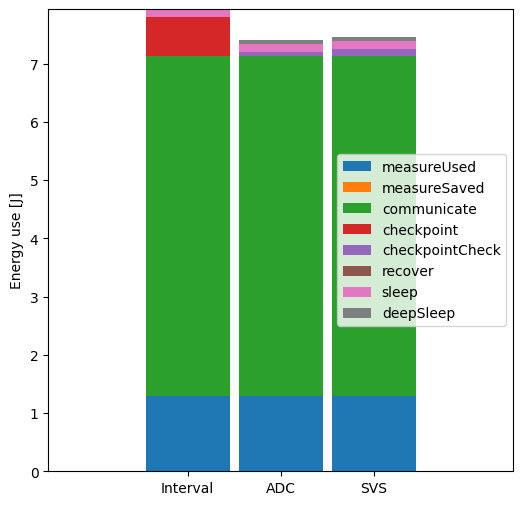 Energy use [J]
7
6
5
4
3
2
1
0
measureUsed
measureSaved
communicate
checkpoint
checkpointCheck
recover
sleep
deepSleep
Interval ADC SVS